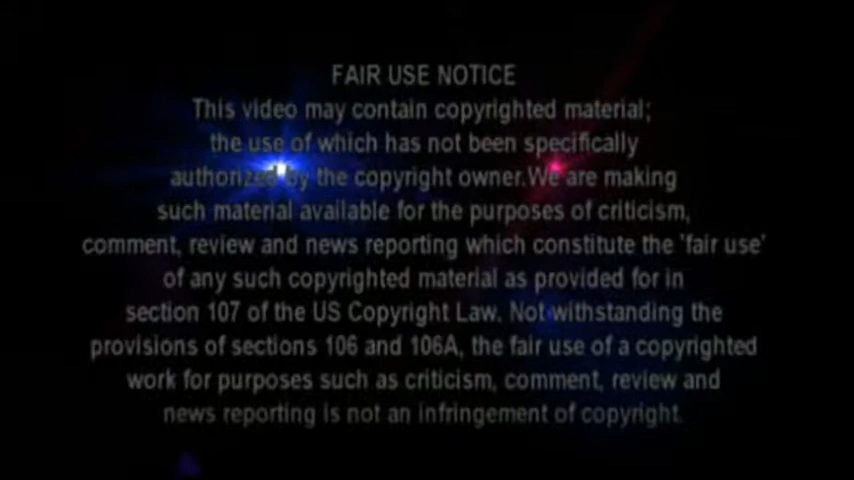 FAIR USE NOTICE
This video may contain copyrighted material;
the use of which has not been specifically
authorized by the copyright owner.We are making
such material available for the purposes of criticism,
comment, review and news reporting which constitute the 'fair use'
of any such copyrighted material as provided for in
section 107 of the US Copyright Law. Not withstanding the
provisions of sections 106 and 106A, the fair use of a copyrighted
work for purposes such as criticism, comment, review and
news reporting is not an infringement of copyright.